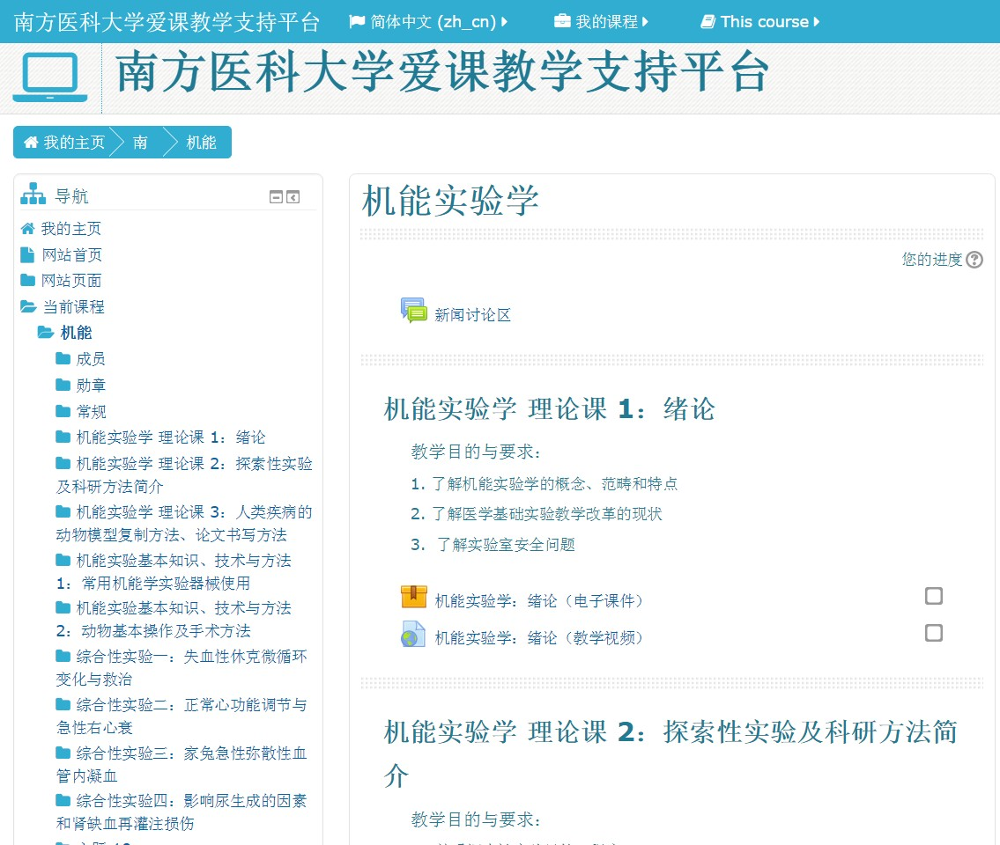 南方医科大学爱课教学支持平台 简体中文 (zh_cn) 我的课程 This course
南方医科大学爱课教学支持平台
我的主页 南 机能
导航
我的主页
网站首页
网站页面
当前课程
机能
成员
勋章
常规
机能实验学 理论课 1：绪论
机能实验学 理论课 2：探索性实验
及科研方法简介
机能实验学 理论课 3：人类疾病的
动物模型复制方法、论文书写方法
机能实验基本知识、技术与方法
1：常用机能学实验器械使用
机能实验基本知识、技术与方法
2：动物基本操作及手术方法
综合性实验一：失血性休克微循环
变化与救治
综合性实验二：正常心功能调节与
急性右心衰
综合性实验三：家兔急性弥散性血
管内凝血
综合性实验四：影响尿生成的因素
和肾缺血再灌注损伤
机能实验学
您的进度
新闻讨论区
机能实验学 理论课 1：绪论
教学目的与要求：
1. 了解机能实验学的概念、范畴和特点
2. 了解医学基础实验教学改革的现状
3. 了解实验室安全问题
机能实验学：绪论（电子课件）
机能实验学：绪论（教学视频）
机能实验学 理论课 2：探索性实验及科研方法简
介
教学目的与要求：